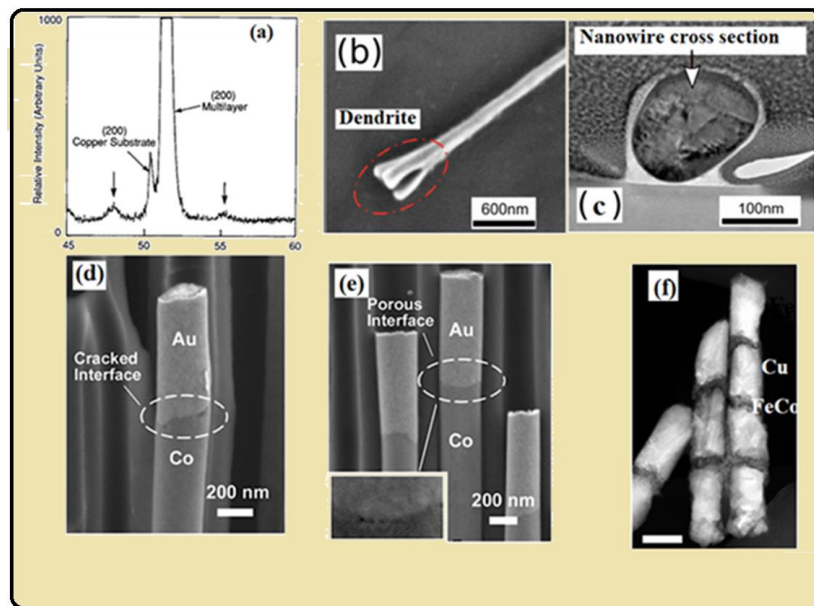 1000
(a)
(200)
Multilayer
(200)
Copper Substrate
Relative Intensity (Arbitrary Units)
0
45
50
55
60
(b)
Dendrite
600nm
Nanowire cross section
(c)
100nm
(d)
Au
Cracked
Interface
Co
200 nm
(e)
Porous
Interface
Au
Co
200 nm
(f)
Cu
FeCo